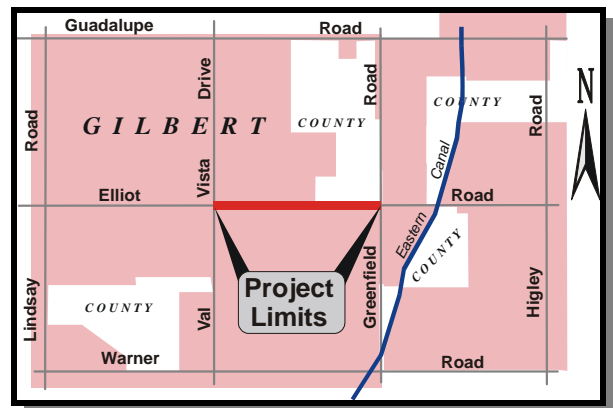 Guadalupe Road
Drive
Road
N
Road
COUNTY
Road
GILBERT
COUNTY
Canal
Vista
Elliot Road
Eastern
COUNTY
Project
Limits
Lindsay
COUNTY
Val
Greenfield
Higley
Warner Road